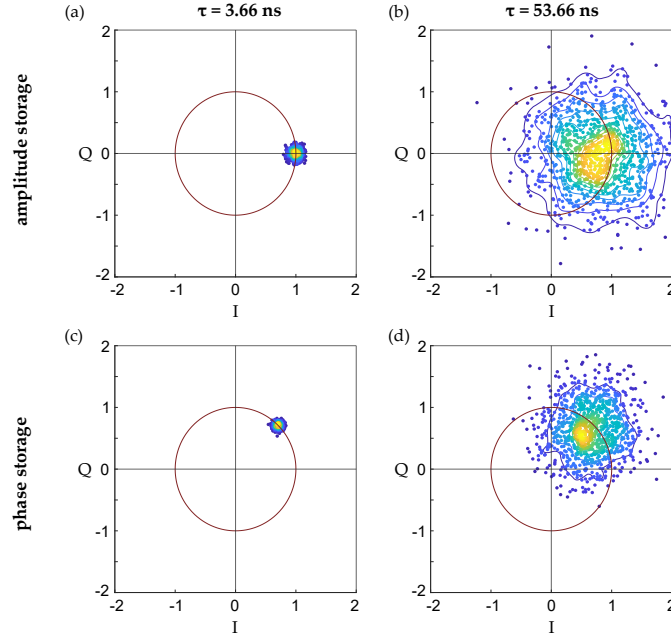 τ = 3.66 ns
τ = 53.66 ns
amplitude storage
(a)
2
1
Q 0
-1
-2
-2 -1 0 1 2
I
(b)
2
1
Q 0
-1
-2
-2 -1 0 1 2
I
phase storage
(c)
2
1
Q 0
-1
-2
-2 -1 0 1 2
I
(d)
2
1
Q 0
-1
-2
-2 -1 0 1 2
I